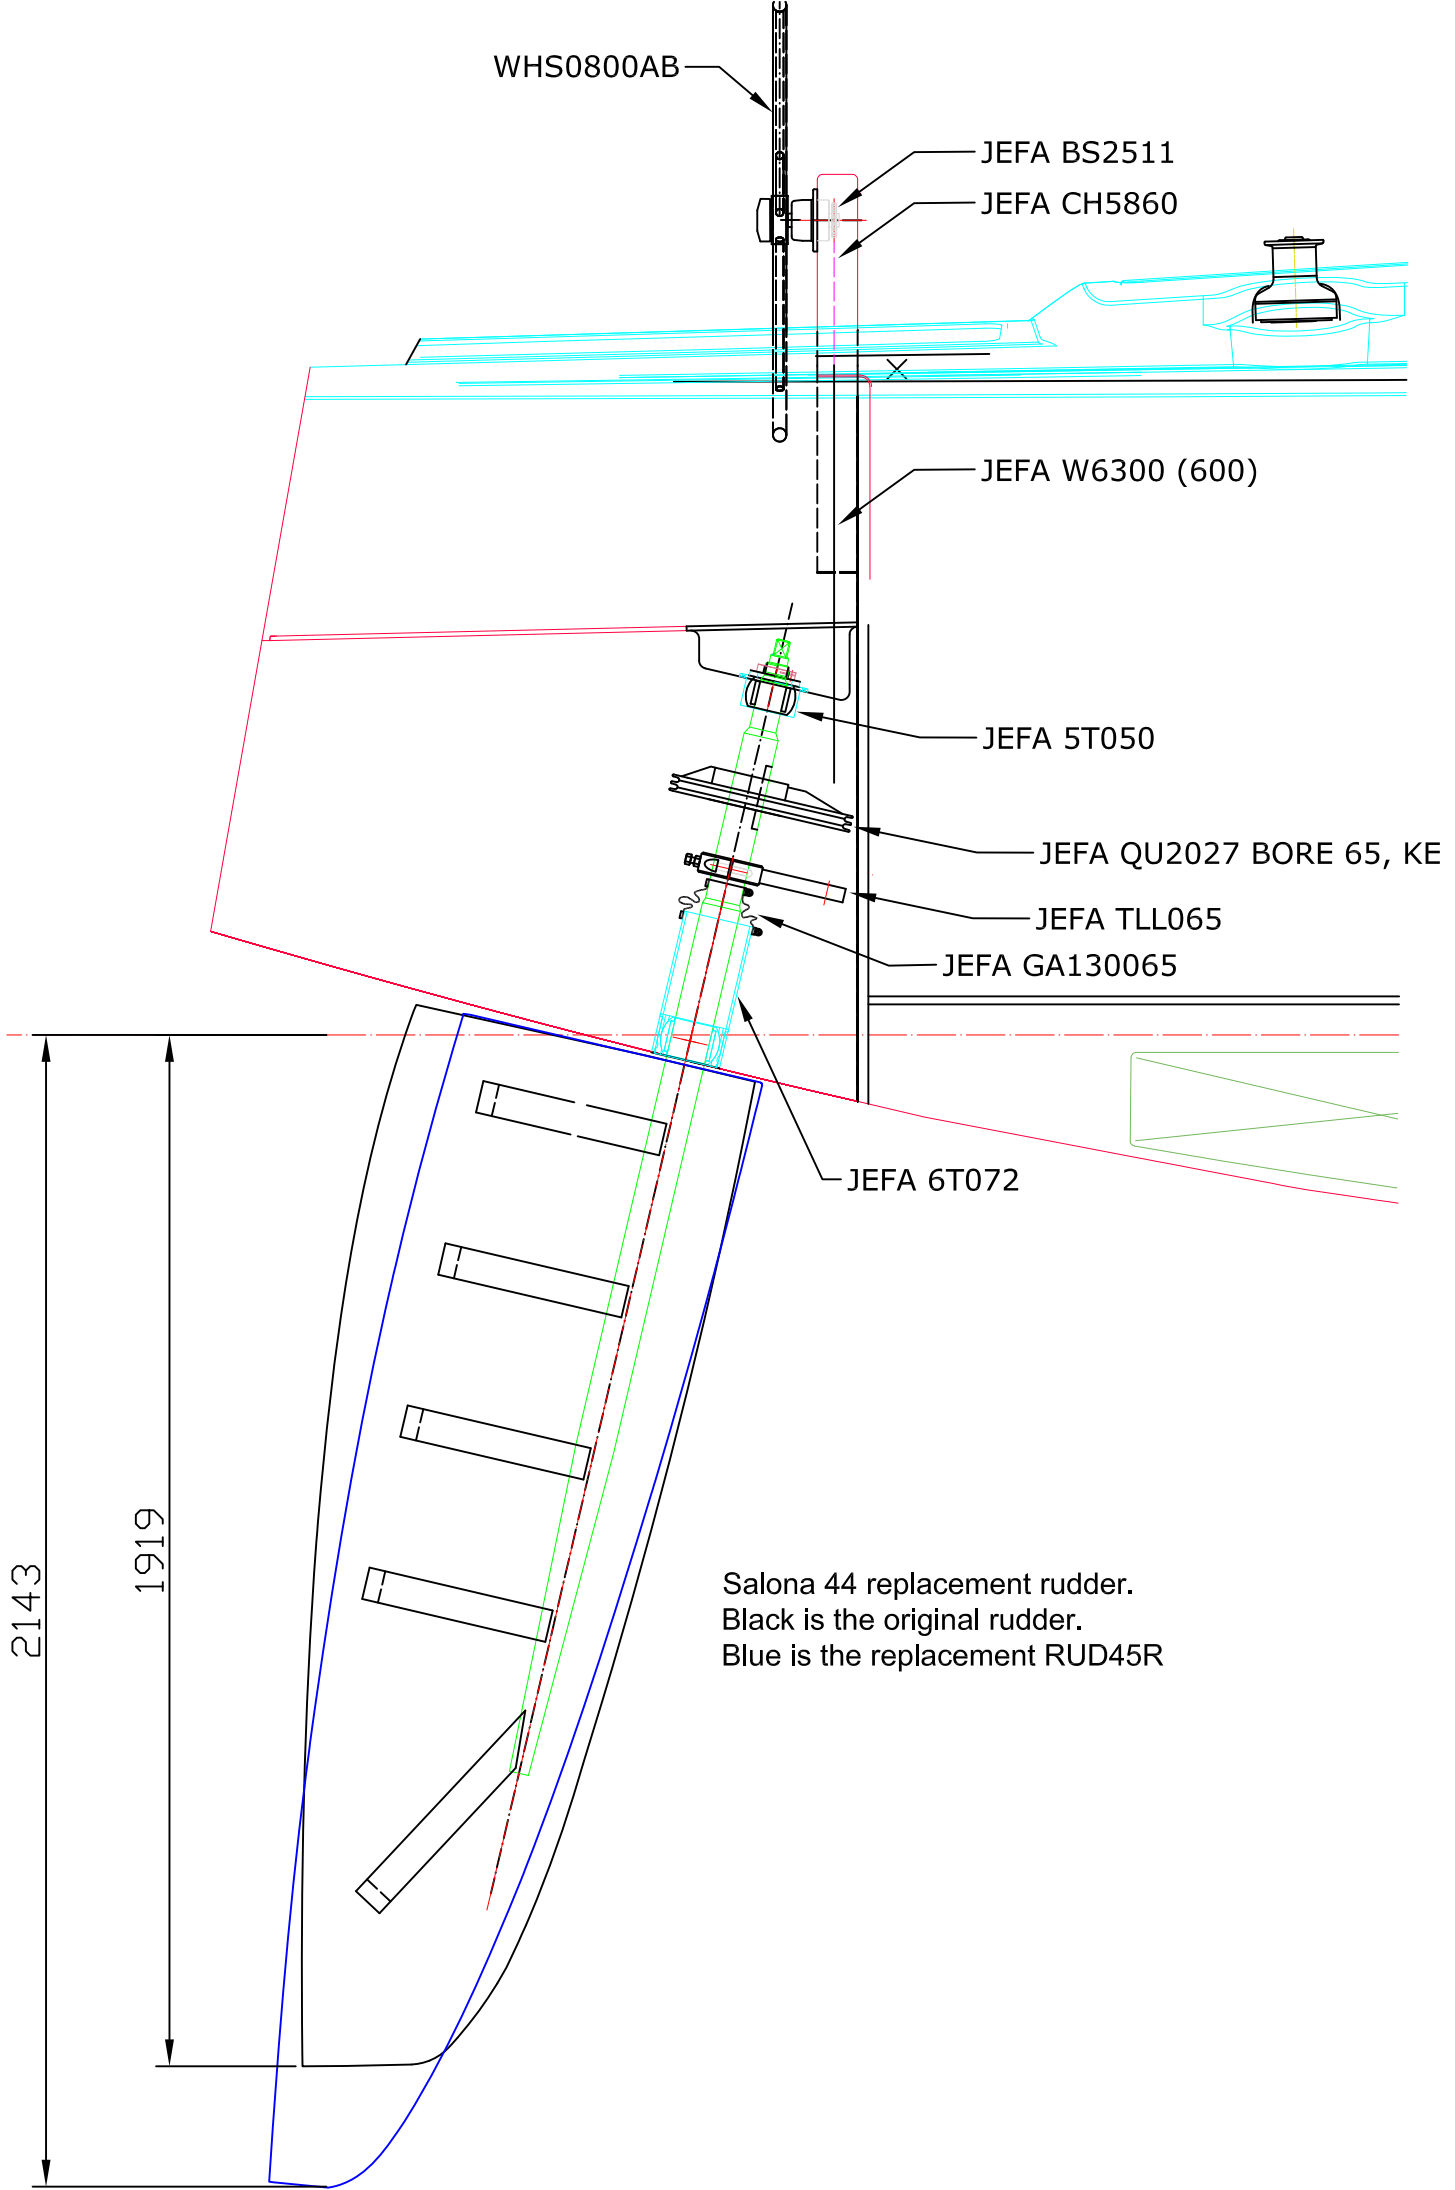 WHS0800AB
JEFA BS2511
JEFA CH5860
JEFA W6300 (600)
JEFA 5T050
JEFA QU2027 BORE 65, KE
JEFA TLL065
JEFA GA130065
JEFA 6T072
1919
2143
Salona 44 replacement rudder.
Black is the original rudder.
Blue is the replacement RUD45R